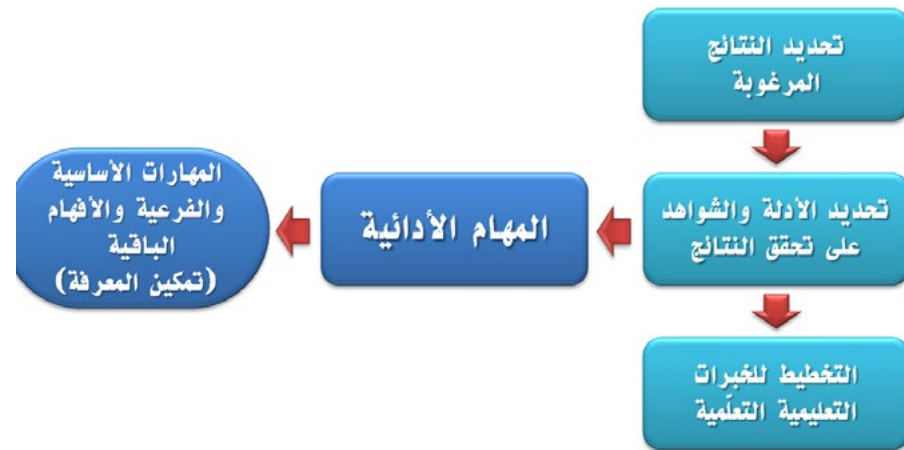 تحديد النتائج
المرغوبة
تحديد الأدلة والشواهد
على تحقق النتائج
المهام الأدائية
المهارات الأساسية
والفرعية والأفهام
الباقية
(تمكين المعرفة)
التخطيط للخبرات
التعليمية التعلّمية